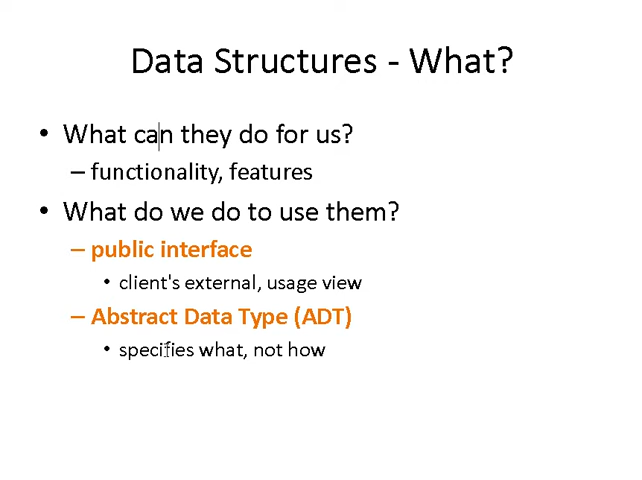 Data Structures - What?
• What can they do for us?
– functionality, features
• What do we do to use them?
– public interface
• client's external, usage view
– Abstract Data Type (ADT)
• specifies what, not how